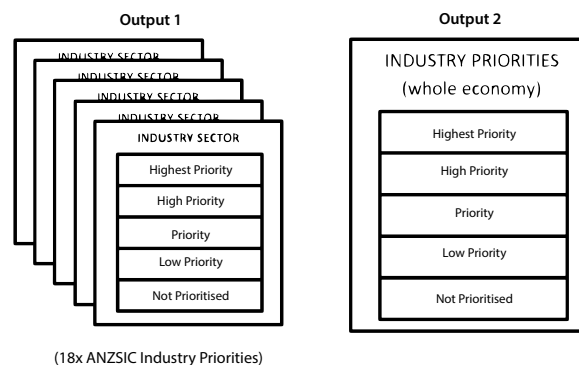 Output 1
INDUSTRY SECTOR
INDUSTRY SECTOR
INDUSTRY SECTOR
INDUSTRY SECTOR
INDUSTRY SECTOR
Highest Priority
High Priority
Priority
Low Priority
Not Prioritised
(18x ANZSIC Industry Priorities)
Output 2
INDUSTRY PRIORITIES
(whole economy)
Highest Priority
High Priority
Priority
Low Priority
Not Prioritised